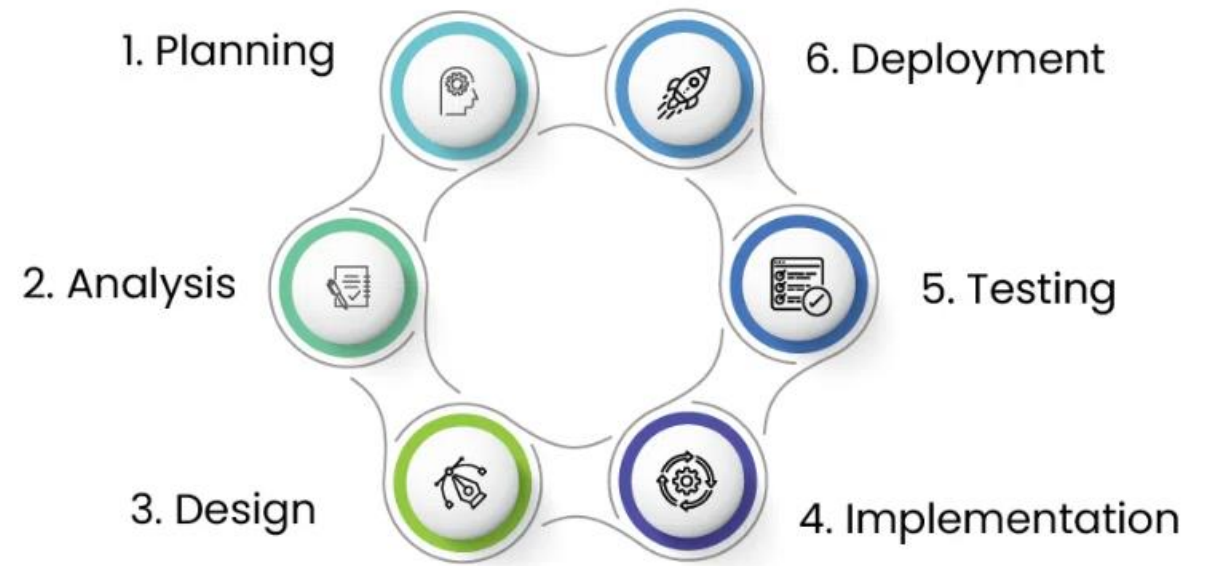 1. Planning
2. Analysis
3. Design
4. Implementation
5. Testing
6. Deployment